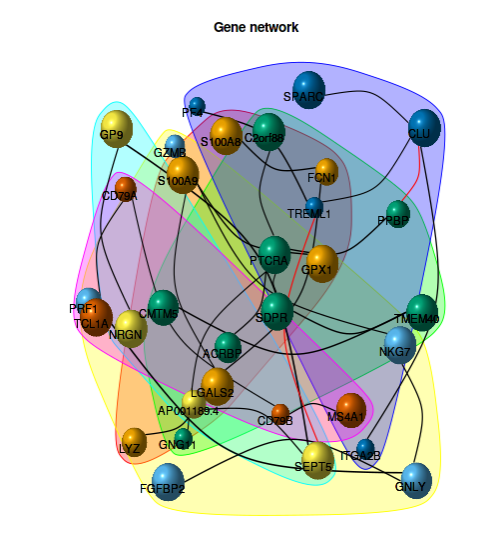 Gene network
SPARC
PF4
CLU
GP9
S100A8
C2orf88
GZMB
S100A9
FCN1
CD79A
TREML1
PPBP
PTCRA
GPX1
PRF1
TCL1A
CMTM5
SDPR
TMEM40
NRGN
NKG7
ACRBP
LGALS2
AP001189.4
CD79B
MS4A1
LYZ
GNG11
ITGA2B
SEPT5
FGFBP2
GNLY